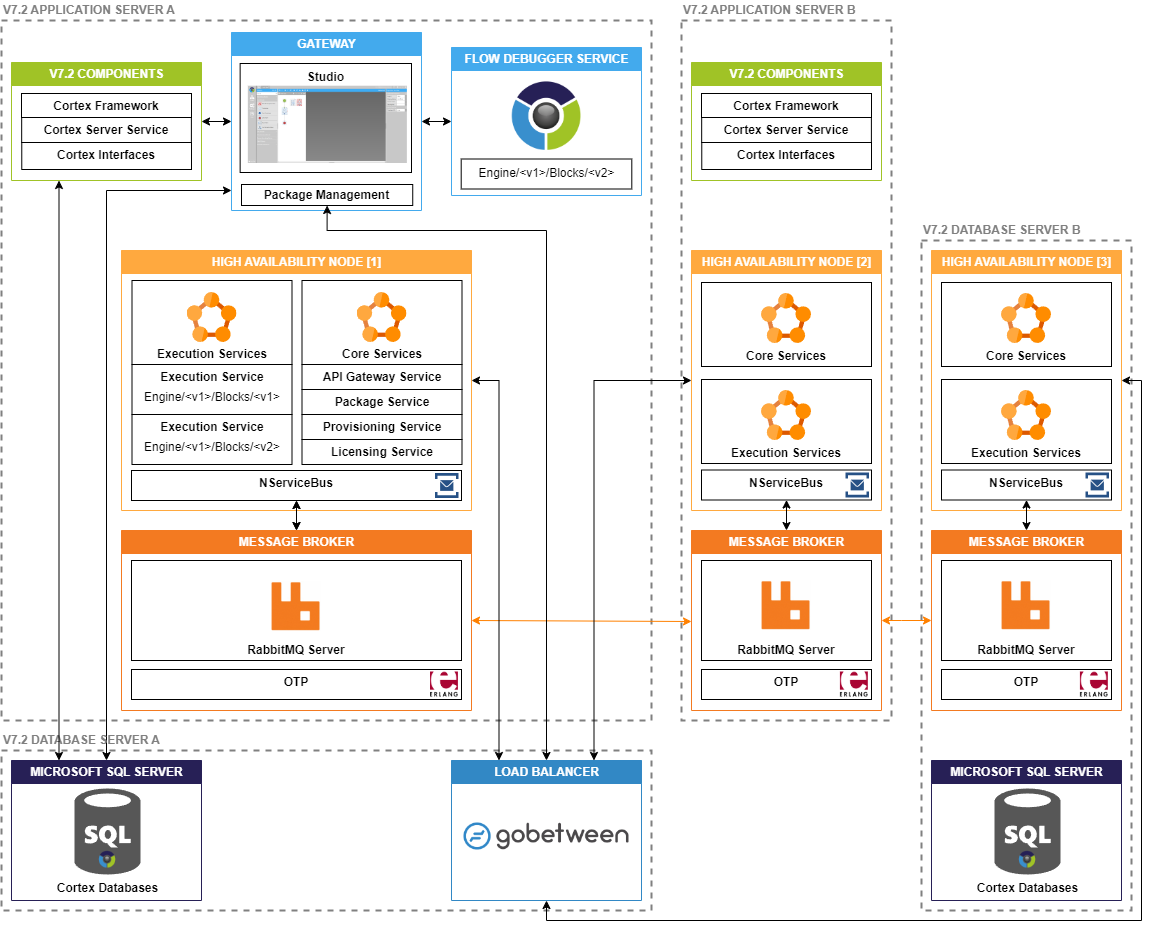 V7.2 APPLICATION SERVER A
GATEWAY
Studio
Package Management
FLOW DEBUGGER SERVICE
Engine/<v1>/Blocks/<v2>
V7.2 COMPONENTS
Cortex Framework
Cortex Server Service
Cortex Interfaces
HIGH AVAILABILITY NODE [1]
Execution Services
Execution Service
Engine/<v1>/Blocks/<v1>
Execution Service
Engine/<v1>/Blocks/<v2>
Core Services
API Gateway Service
Package Service
Provisioning Service
Licensing Service
NServiceBus
MESSAGE BROKER
RabbitMQ Server
OTP
ERLANG
V7.2 APPLICATION SERVER B
V7.2 COMPONENTS
Cortex Framework
Cortex Server Service
Cortex Interfaces
HIGH AVAILABILITY NODE [2]
Core Services
Execution Services
NServiceBus
MESSAGE BROKER
RabbitMQ Server
OTP
ERLANG
V7.2 DATABASE SERVER B
HIGH AVAILABILITY NODE [3]
Core Services
Execution Services
NServiceBus
MESSAGE BROKER
RabbitMQ Server
OTP
ERLANG
MICROSOFT SQL SERVER
SQL
Cortex Databases
V7.2 DATABASE SERVER A
MICROSOFT SQL SERVER
SQL
Cortex Databases
LOAD BALANCER
gobetween